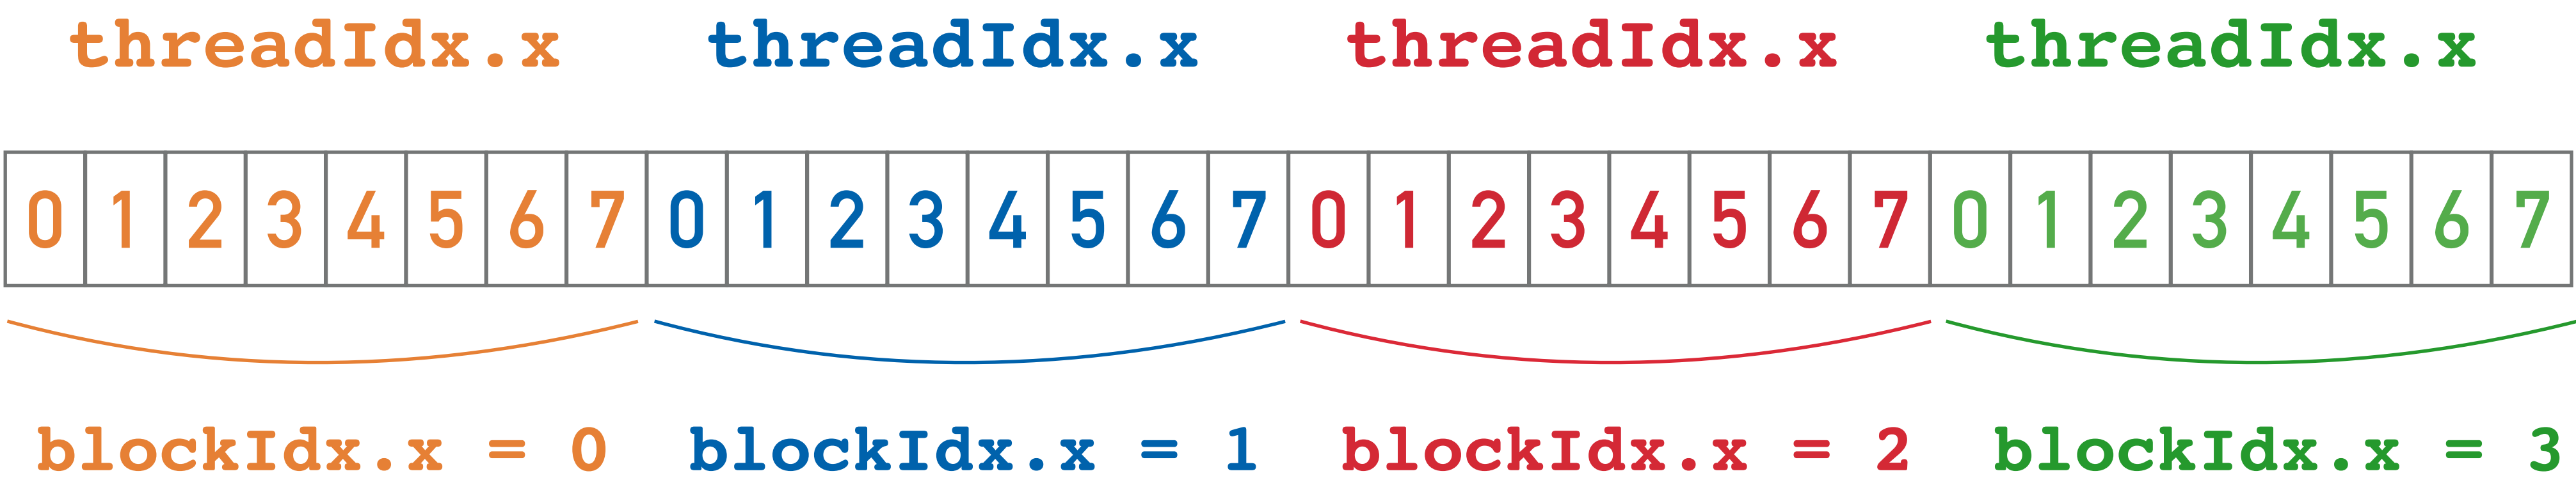 threadIdx.x threadIdx.x threadIdx.x threadIdx.x
0 1 2 3 4 5 6 7 0 1 2 3 4 5 6 7 0 1 2 3 4 5 6 7 0 1 2 3 4 5 6 7
blockIdx.x = 0 blockIdx.x = 1 blockIdx.x = 2 blockIdx.x = 3